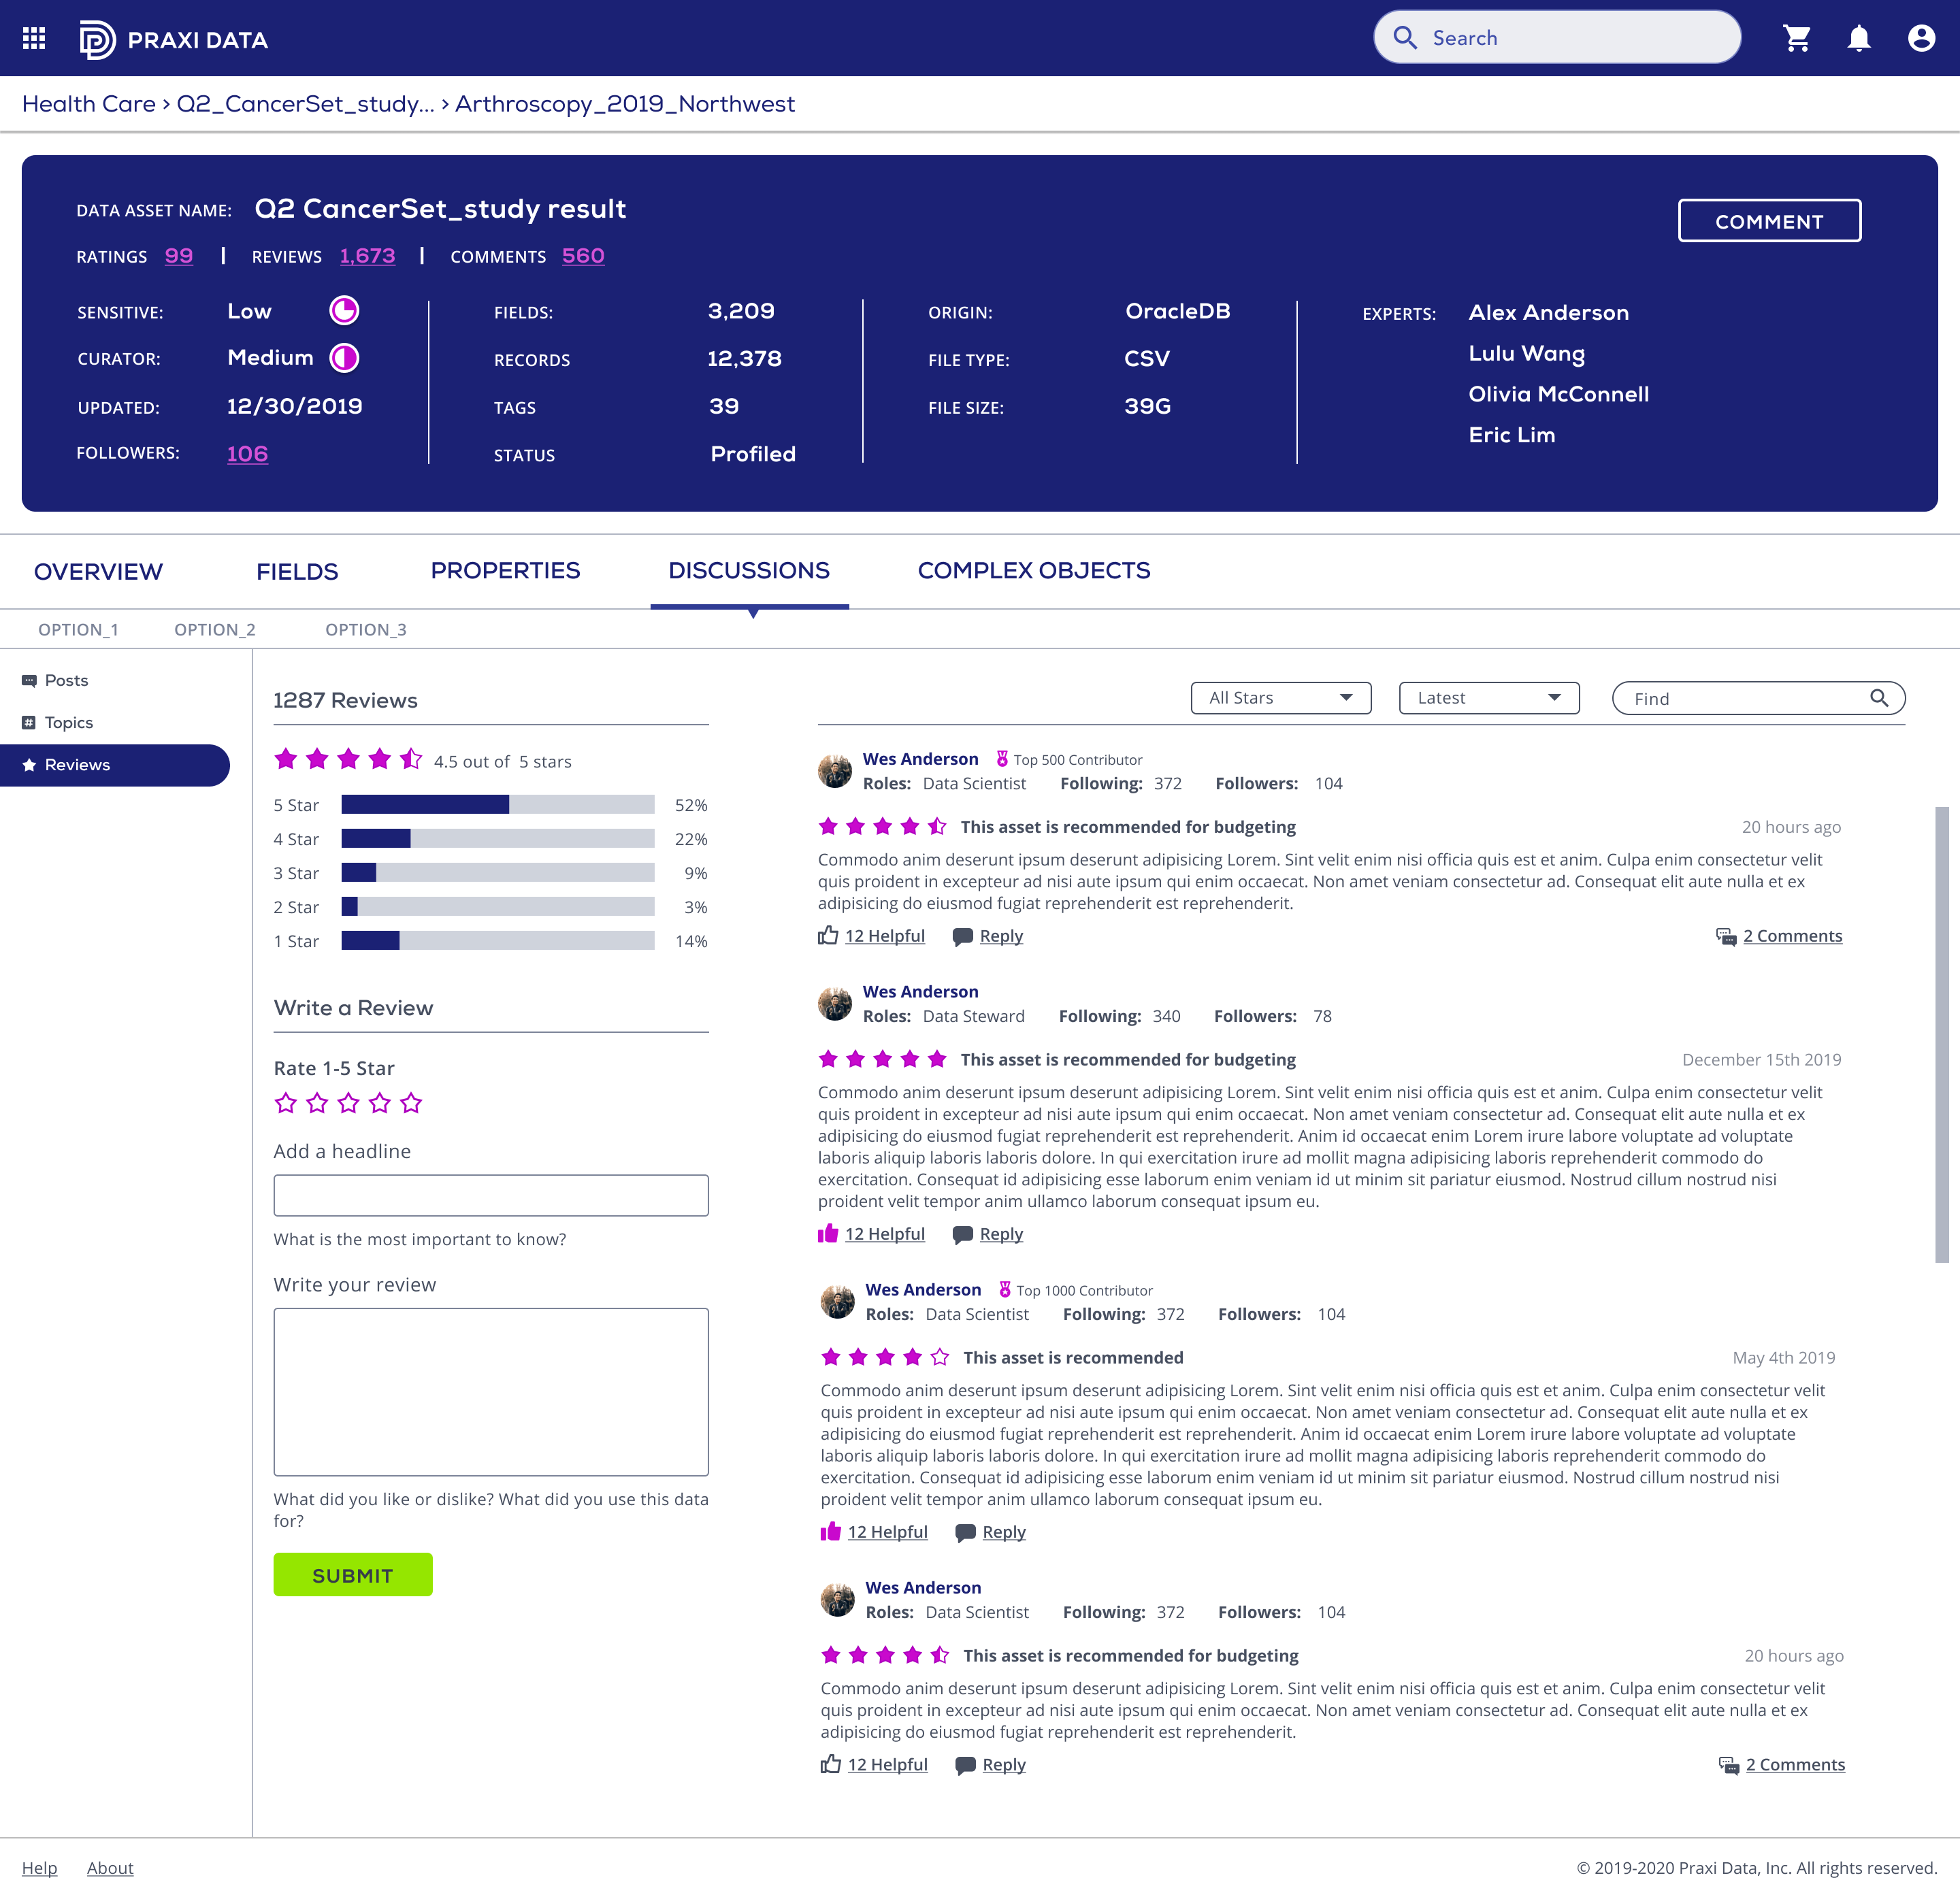 PRAXI DATA
Search
Health Care › Q2_CancerSet_study... › Arthroscopy_2019_Northwest
DATA ASSET NAME: Q2 CancerSet_study result
COMMENT
RATINGS 99 | REVIEWS 1,673 | COMMENTS 560
SENSITIVE: Low
CURATOR: Medium
UPDATED: 12/30/2019
FOLLOWERS: 106
FIELDS: 3,209
RECORDS 12,378
TAGS 39
STATUS Profiled
ORIGIN: OracleDB
FILE TYPE: CSV
FILE SIZE: 39G
EXPERTS: Alex Anderson
Lulu Wang
Olivia McConnell
Eric Lim
OVERVIEW FIELDS PROPERTIES DISCUSSIONS COMPLEX OBJECTS
OPTION_1 OPTION_2 OPTION_3
Posts
Topics
Reviews
1287 Reviews
4.5 out of 5 stars
5 Star 52%
4 Star 22%
3 Star 9%
2 Star 3%
1 Star 14%
Write a Review
Rate 1-5 Star
Add a headline
What is the most important to know?
Write your review
What did you like or dislike? What did you use this data
for?
SUBMIT
All Stars Latest Find
Wes Anderson Top 500 Contributor
Roles: Data Scientist Following: 372 Followers: 104
This asset is recommended for budgeting 20 hours ago
Commodo anim deserunt ipsum deserunt adipisicing Lorem. Sint velit enim nisi officia quis est et anim. Culpa enim consectetur velit
quis proident in excepteur ad nisi aute ipsum qui enim occaecat. Non amet veniam consectetur ad. Consequat elit aute nulla et ex
adipisicing do eiusmod fugiat reprehenderit est reprehenderit.
12 Helpful Reply 2 Comments
Wes Anderson
Roles: Data Steward Following: 340 Followers: 78
This asset is recommended for budgeting December 15th 2019
Commodo anim deserunt ipsum deserunt adipisicing Lorem. Sint velit enim nisi officia quis est et anim. Culpa enim consectetur velit
quis proident in excepteur ad nisi aute ipsum qui enim occaecat. Non amet veniam consectetur ad. Consequat elit aute nulla et ex
adipisicing do eiusmod fugiat reprehenderit est reprehenderit. Anim id occaecat enim Lorem irure labore voluptate ad voluptate
laboris aliquip laboris laboris dolore. In qui exercitation irure ad mollit magna adipisicing laboris reprehenderit commodo do
exercitation. Consequat id adipisicing esse laborum enim veniam id ut minim sit pariatur eiusmod. Nostrud cillum nostrud nisi
proident velit tempor anim ullamco laborum consequat ipsum eu.
12 Helpful Reply
Wes Anderson Top 1000 Contributor
Roles: Data Scientist Following: 372 Followers: 104
This asset is recommended May 4th 2019
Commodo anim deserunt ipsum deserunt adipisicing Lorem. Sint velit enim nisi officia quis est et anim. Culpa enim consectetur velit
quis proident in excepteur ad nisi aute ipsum qui enim occaecat. Non amet veniam consectetur ad. Consequat elit aute nulla et ex
adipisicing do eiusmod fugiat reprehenderit est reprehenderit. Anim id occaecat enim Lorem irure labore voluptate ad voluptate
laboris aliquip laboris laboris dolore. In qui exercitation irure ad mollit magna adipisicing laboris reprehenderit commodo do
exercitation. Consequat id adipisicing esse laborum enim veniam id ut minim sit pariatur eiusmod. Nostrud cillum nostrud nisi
proident velit tempor anim ullamco laborum consequat ipsum eu.
12 Helpful Reply
Wes Anderson
Roles: Data Scientist Following: 372 Followers: 104
This asset is recommended for budgeting 20 hours ago
Commodo anim deserunt ipsum deserunt adipisicing Lorem. Sint velit enim nisi officia quis est et anim. Culpa enim consectetur velit
quis proident in excepteur ad nisi aute ipsum qui enim occaecat. Non amet veniam consectetur ad. Consequat elit aute nulla et ex
adipisicing do eiusmod fugiat reprehenderit est reprehenderit.
12 Helpful Reply 2 Comments
Help About © 2019-2020 Praxi Data, Inc. All rights reserved.